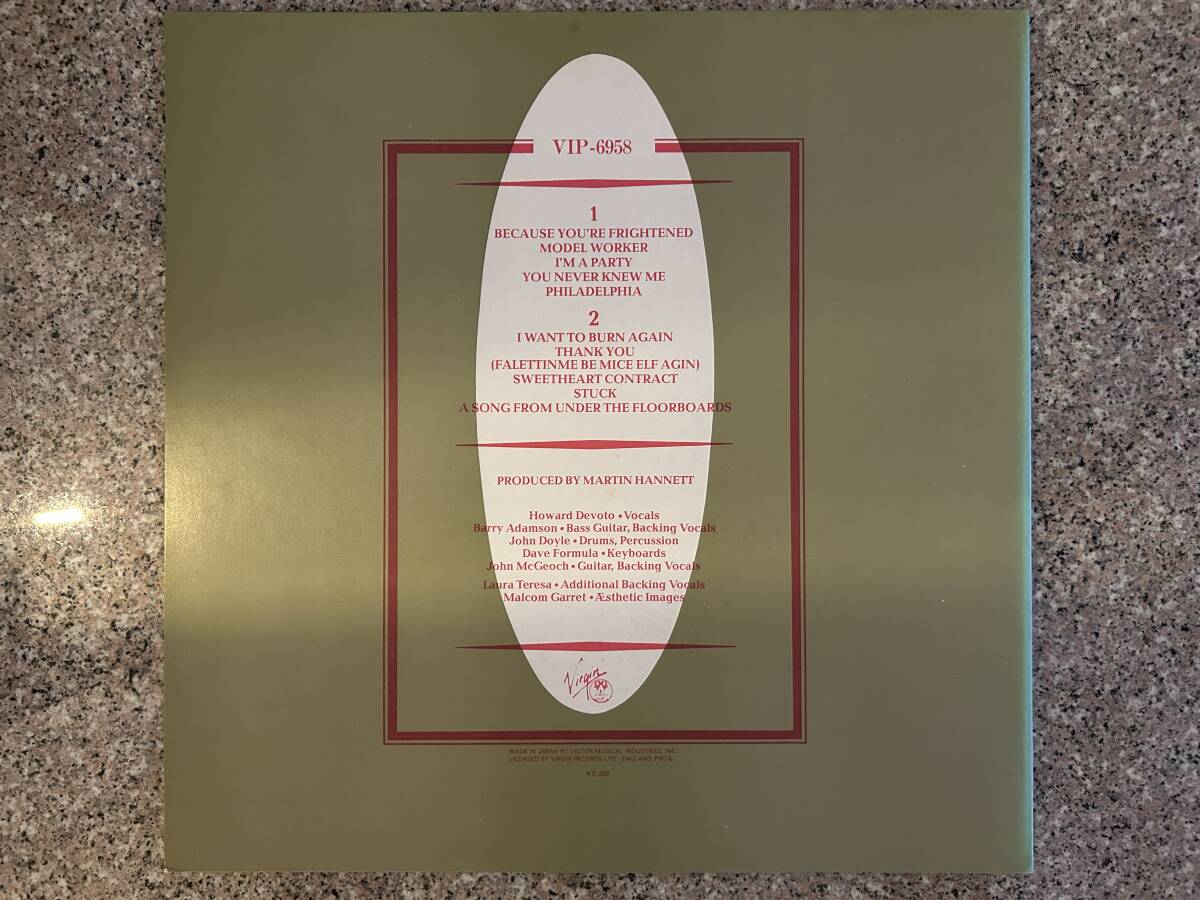 VIP-6958
1
BECAUSE YOU'RE FRIGHTENED
MODEL WORKER
I'M A PARTY
YOU NEVER KNEW ME
PHILADELPHIA
2
I WANT TO BURN AGAIN
THANK YOU
(FALETTINME BE MICE ELF AGIN)
SWEETHEART CONTRACT
STUCK
A SONG FROM UNDER THE FLOORBOARDS
PRODUCED BY MARTIN HANNETT
Howard Devoto • Vocals
Barry Adamson • Bass Guitar, Backing Vocals
John Doyle • Drums, Percussion
Dave Formula • Keyboards
John McGeoch • Guitar, Backing Vocals
Laura Teresa • Additional Backing Vocals
Malcom Garret • Æsthetic Images
Virgin
MADE IN JAPAN BY VICTOR MUSICAL INDUSTRIES, INC.
LICENSED BY VIRGIN RECORDS LTD., ENGLAND